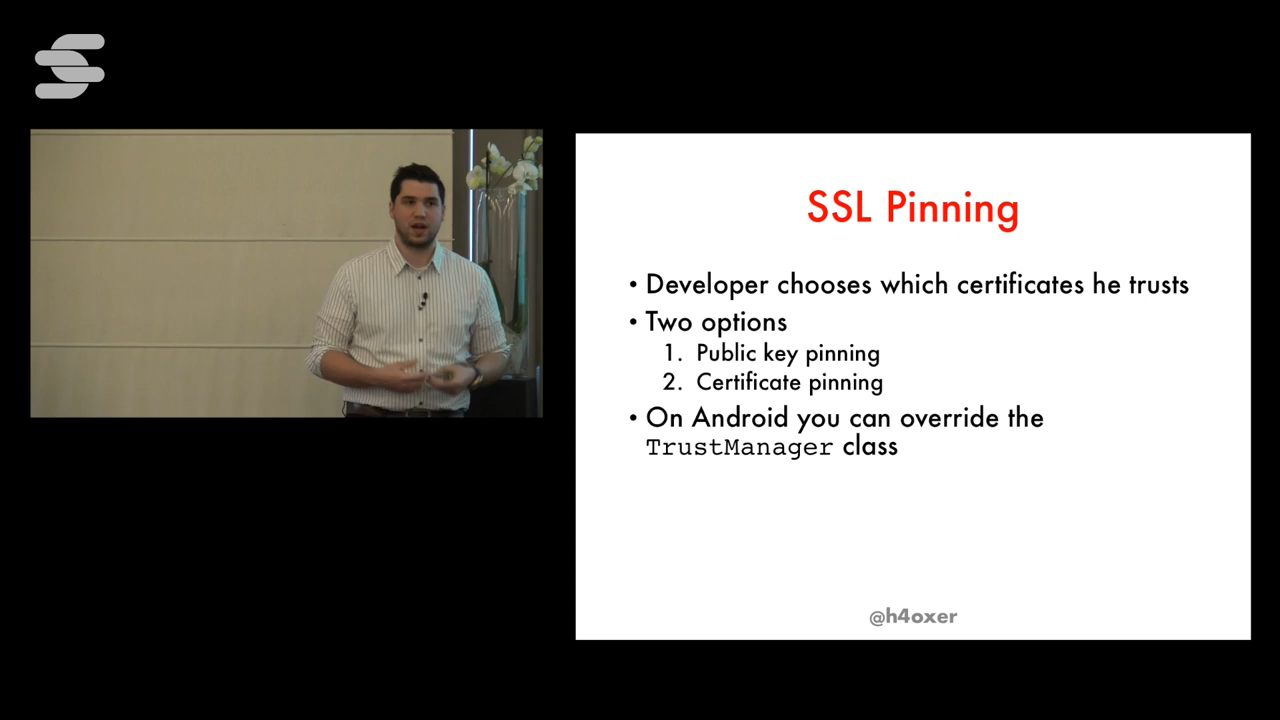 SSL Pinning
• Developer chooses which certificates he trusts
• Two options
1. Public key pinning
2. Certificate pinning
• On Android you can override the
TrustManager class
@h4oxer